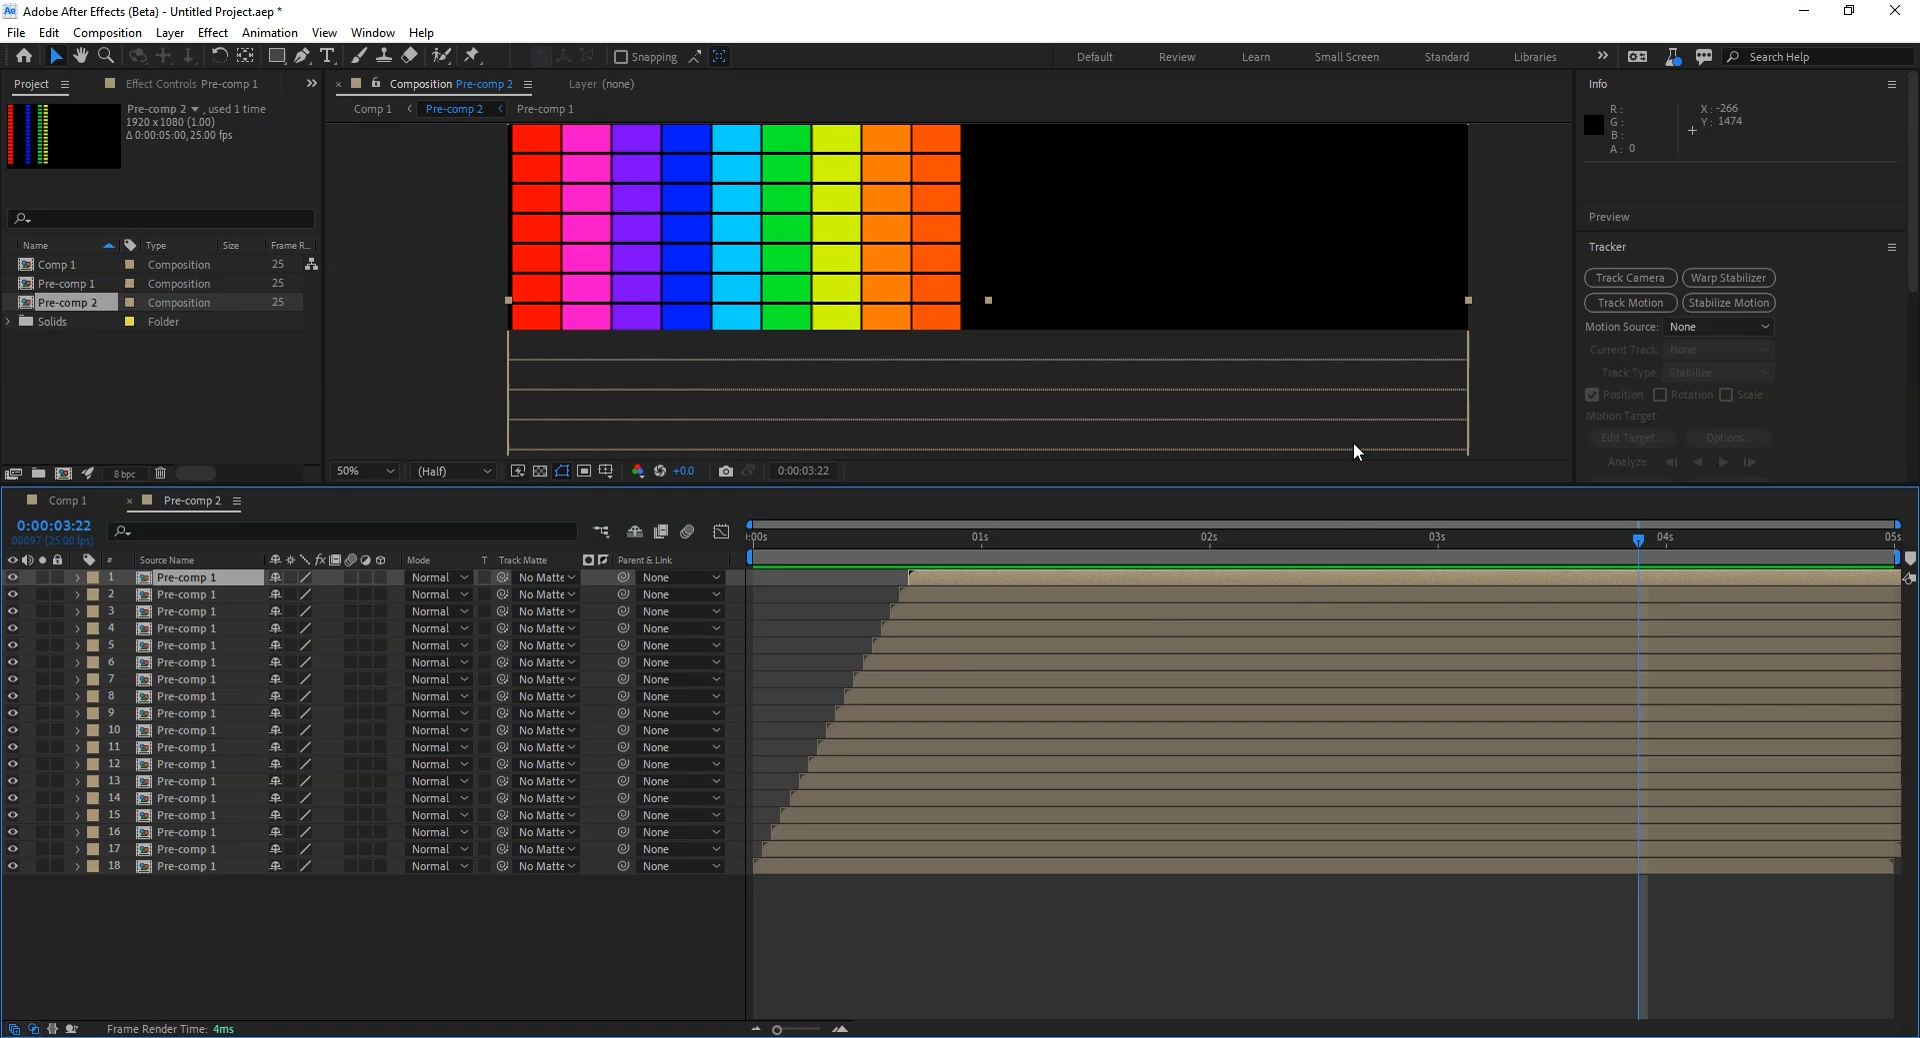 Adobe After Effects (Beta) - Untitled Project.aep *
File Edit Composition Layer Effect Animation View Window Help
Snapping
Default Review Learn Small Screen Standard Libraries Search Help
Project Effect Controls Pre-comp 1
Composition Pre-comp 2 Layer (none)
Info
Pre-comp 2 , used 1 time
1920 x 1080 (1.00)
Δ 0:00:05:00, 25.00 fps
Comp 1 Pre-comp 2 Pre-comp 1
R :
G :
B :
A : 0
X : -266
Y : 1474
Preview
Tracker
Name Type Size Frame R...
Comp 1 Composition 25
Pre-comp 1 Composition 25
Pre-comp 2 Composition 25
Solids Folder
Track Camera Warp Stabilizer
Track Motion Stabilize Motion
Motion Source: None
Current Track: None
Track Type: Stabilize
Position Rotation Scale
Motion Target:
Edit Target... Options...
Analyze:
8 bpc
50% (Half) +0.0 0:00:03:22
Comp 1 Pre-comp 2
0:00:03:22
00097 (25.00 fps)
:00s 01s 02s 03s 04s 05s
# Source Name Mode T Track Matte Parent & Link
1 Pre-comp 1 Normal No Matte None
2 Pre-comp 1 Normal No Matte None
3 Pre-comp 1 Normal No Matte None
4 Pre-comp 1 Normal No Matte None
5 Pre-comp 1 Normal No Matte None
6 Pre-comp 1 Normal No Matte None
7 Pre-comp 1 Normal No Matte None
8 Pre-comp 1 Normal No Matte None
9 Pre-comp 1 Normal No Matte None
10 Pre-comp 1 Normal No Matte None
11 Pre-comp 1 Normal No Matte None
12 Pre-comp 1 Normal No Matte None
13 Pre-comp 1 Normal No Matte None
14 Pre-comp 1 Normal No Matte None
15 Pre-comp 1 Normal No Matte None
16 Pre-comp 1 Normal No Matte None
17 Pre-comp 1 Normal No Matte None
18 Pre-comp 1 Normal No Matte None
Frame Render Time: 4ms